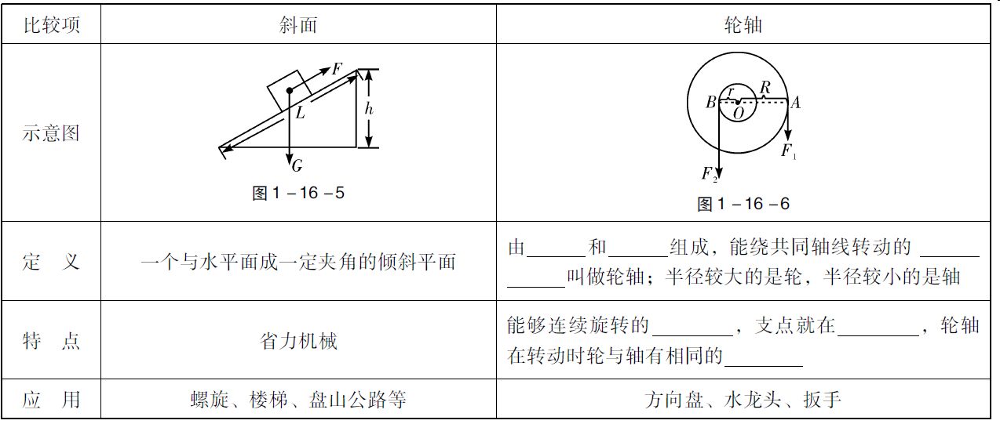 比较项 斜面 轮轴
示意图
F
L
h
G
图1-16-5
B r O R A
F₁
F₂
图1-16-6
定 义 一个与水平面成一定夹角的倾斜平面
由______和______组成,能绕共同轴线转动的______
______叫做轮轴;半径较大的是轮,半径较小的是轴
特 点 省力机械
能够连续旋转的________,支点就在________,轮轴
在转动时轮与轴有相同的________
应 用 螺旋、楼梯、盘山公路等 方向盘、水龙头、扳手